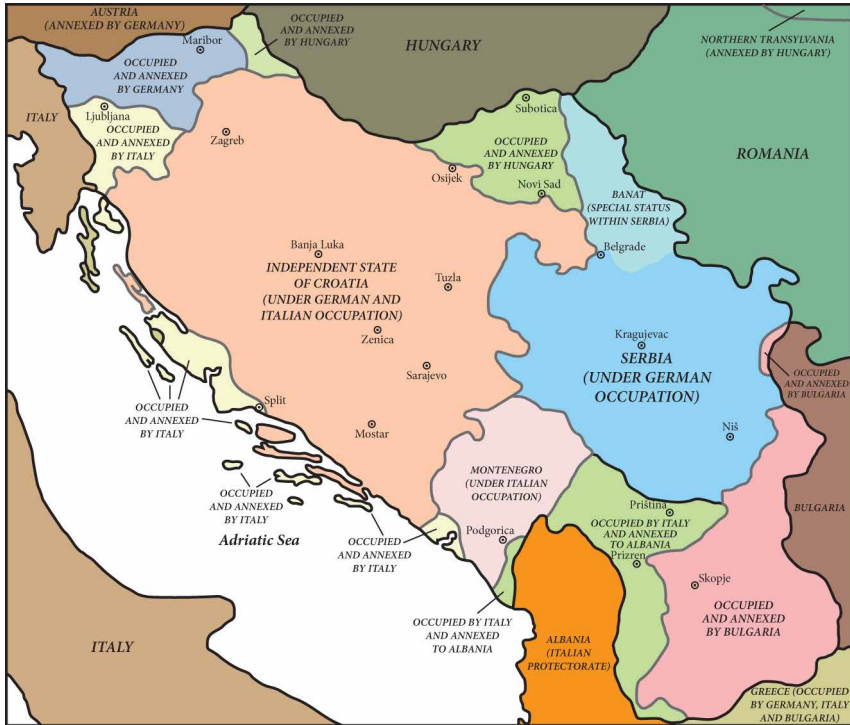 AUSTRIA
(ANNEXED BY GERMANY)
OCCUPIED
AND ANNEXED
BY HUNGARY
HUNGARY
NORTHERN TRANSYLVANIA
(ANNEXED BY HUNGARY)
Maribor
OCCUPIED
AND ANNEXED
BY GERMANY
Ljubljana
ITALY
OCCUPIED
AND ANNEXED
BY ITALY
Zagreb
Subotica
OCCUPIED
AND ANNEXED
BY HUNGARY
Osijek
Novi Sad
ROMANIA
BANAT
(SPECIAL STATUS
WITHIN SERBIA)
Belgrade
Banja Luka
INDEPENDENT STATE
OF CROATIA
(UNDER GERMAN AND
ITALIAN OCCUPATION)
Tuzla
Zenica
Sarajevo
Kragujevac
SERBIA
(UNDER GERMAN
OCCUPATION)
OCCUPIED
AND ANNEXED
BY BULGARIA
Split
OCCUPIED
AND ANNEXED
BY ITALY
Mostar
Niš
MONTENEGRO
(UNDER ITALIAN
OCCUPATION)
OCCUPIED
AND ANNEXED
BY ITALY
Adriatic Sea
OCCUPIED
AND ANNEXED
BY ITALY
Podgorica
Priština
OCCUPIED BY ITALY
AND ANNEXED
TO ALBANIA
Prizren
BULGARIA
Skopje
OCCUPIED
AND ANNEXED
BY BULGARIA
OCCUPIED BY ITALY
AND ANNEXED
TO ALBANIA
ITALY
ALBANIA
(ITALIAN
PROTECTORATE)
GREECE (OCCUPIED
BY GERMANY, ITALY
AND BULGARIA)